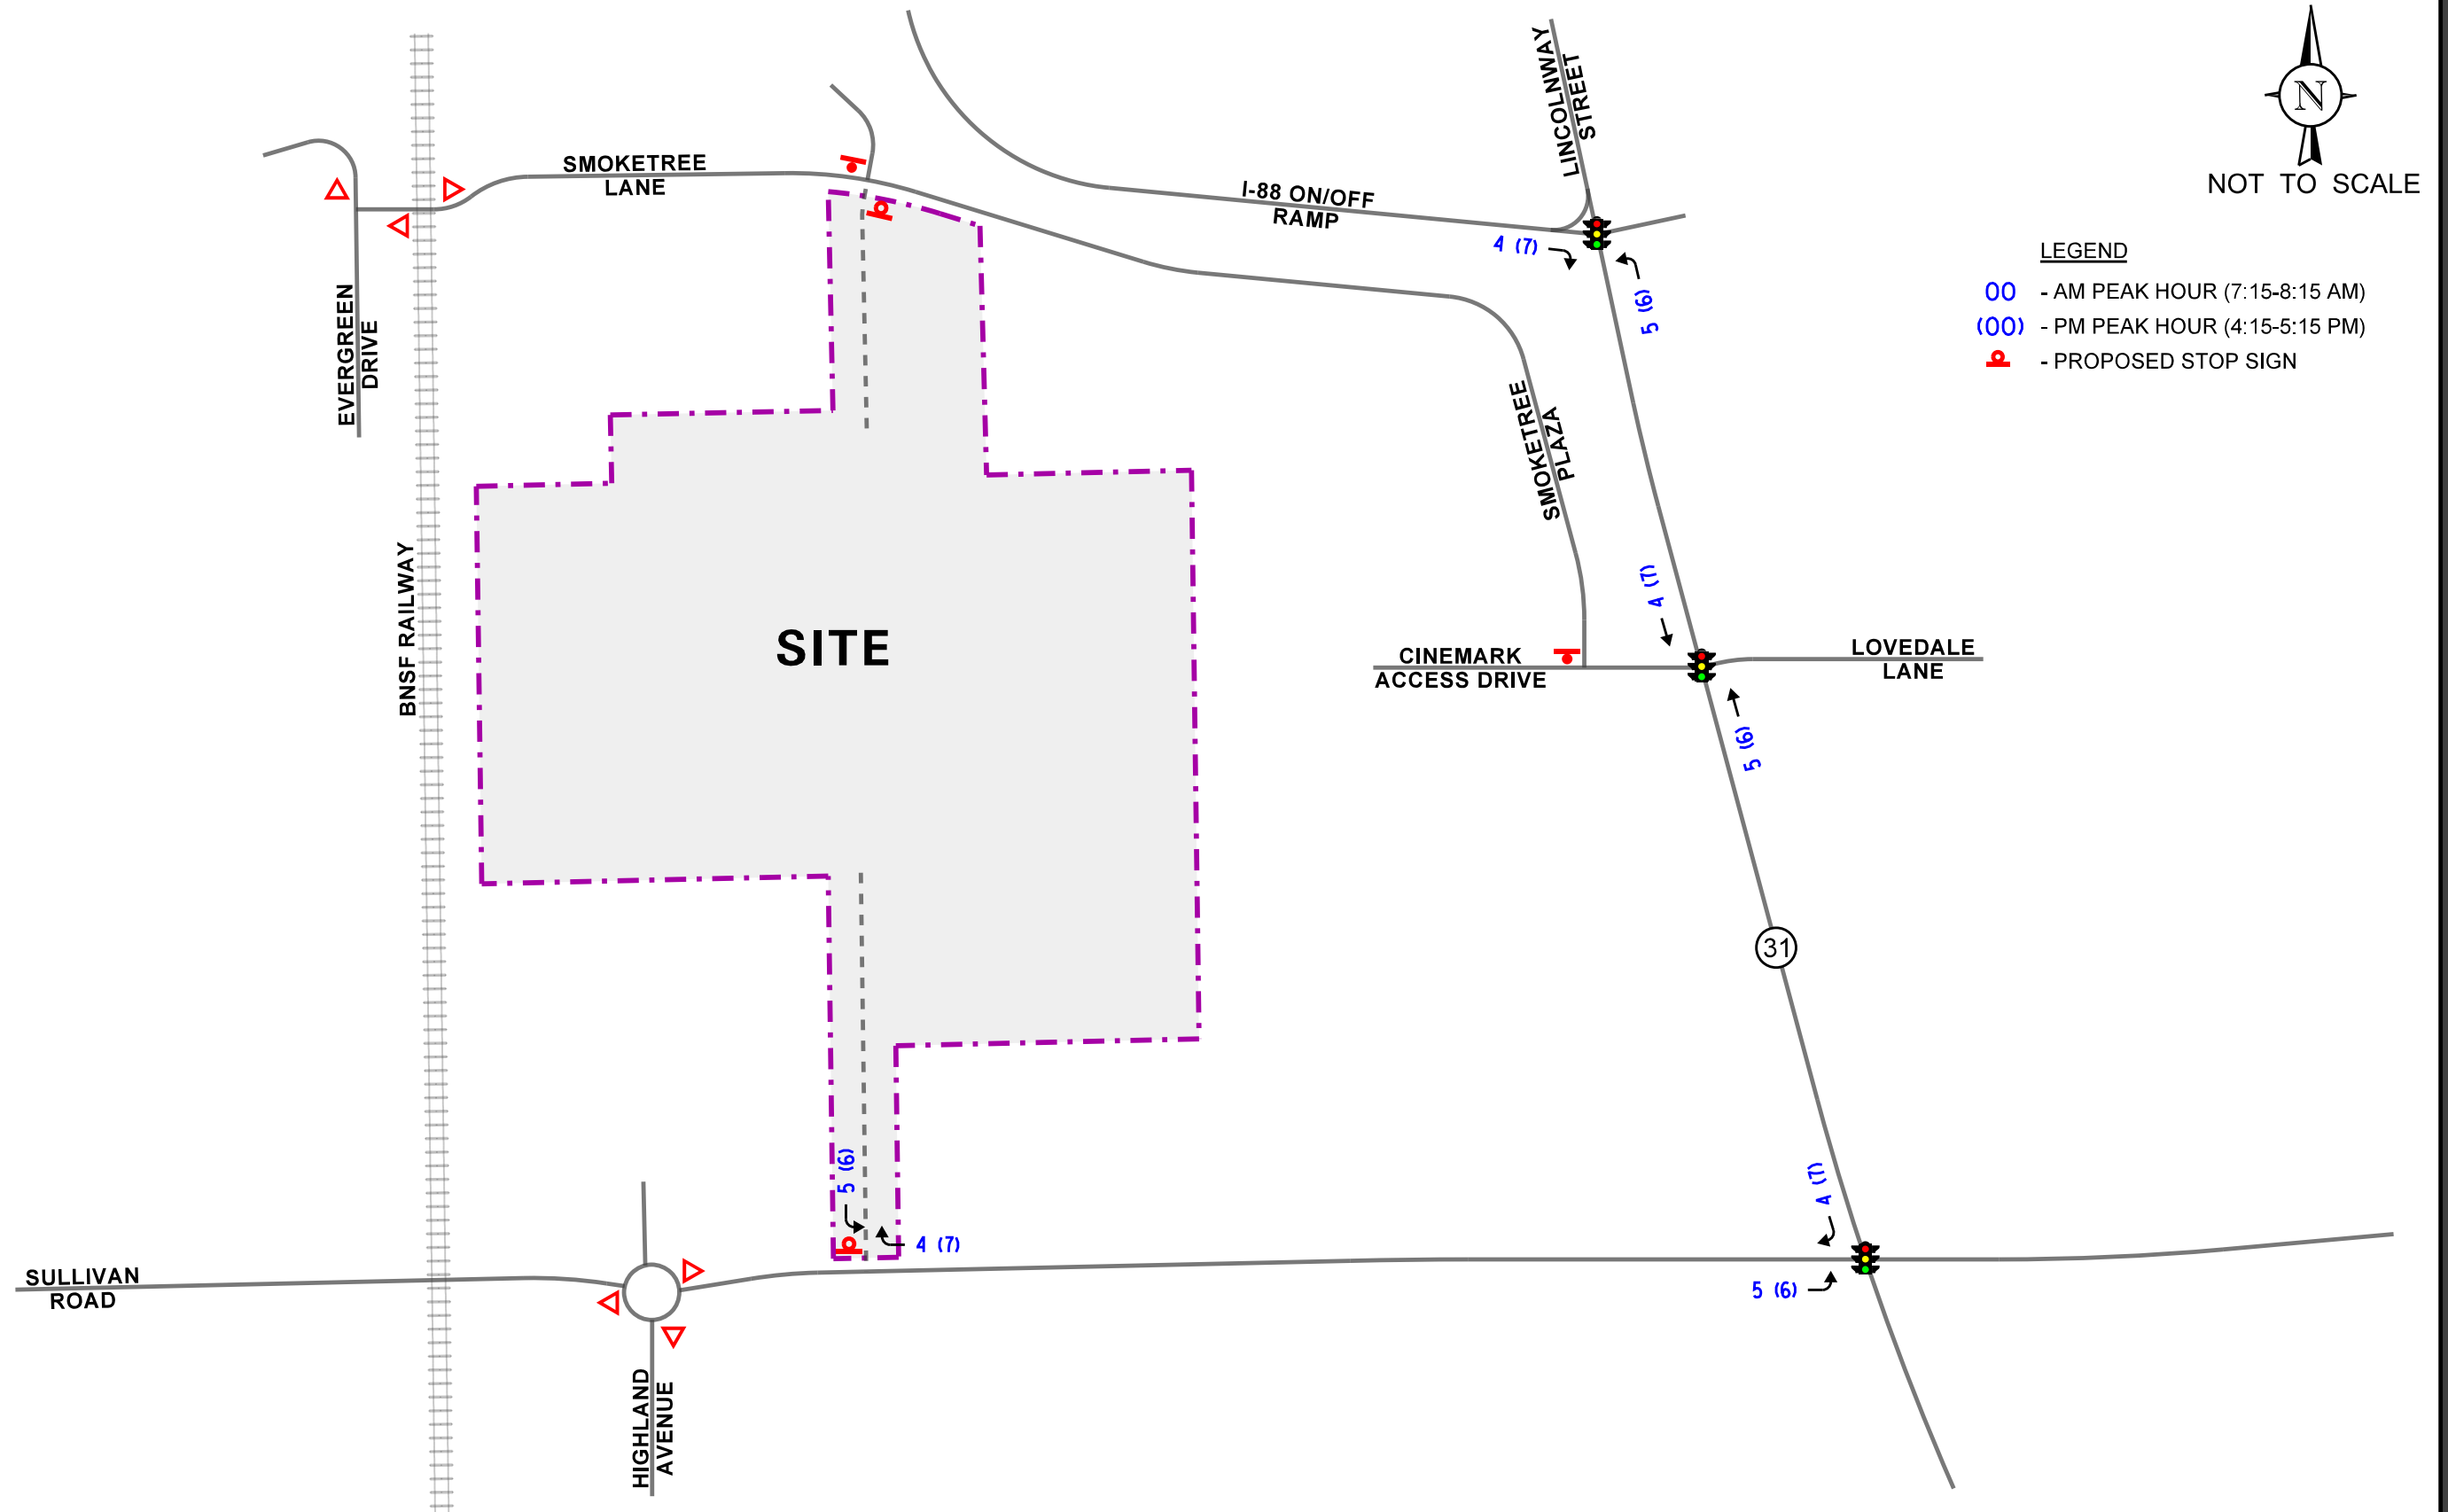 LINCOLNWAY
STREET
N
NOT TO SCALE
SMOKETREE
LANE
I-88 ON/OFF
RAMP
4 (7)
5 (6)
LEGEND
00 - AM PEAK HOUR (7:15-8:15 AM)
(00) - PM PEAK HOUR (4:15-5:15 PM)
- PROPOSED STOP SIGN
EVERGREEN
DRIVE
SMOKETREE
PLAZA
BNSF RAILWAY
SITE
4 (7)
CINEMARK
ACCESS DRIVE
LOVEDALE
LANE
5 (6)
31
5 (6)
4 (7)
4 (7)
5 (6)
SULLIVAN
ROAD
HIGHLAND
AVENUE